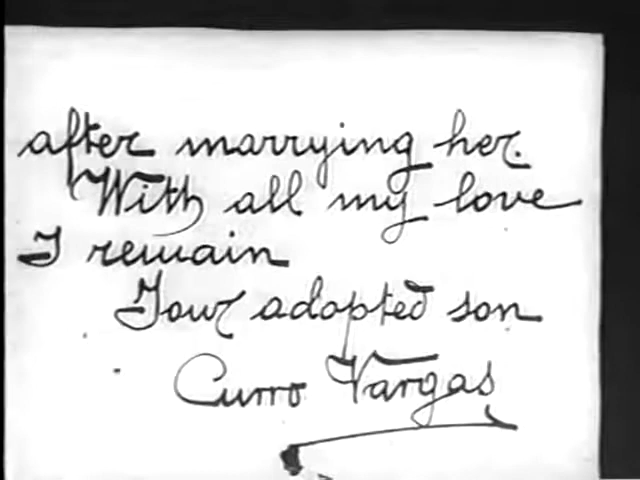 after marrying her.
With all my love
I remain
Your adopted son
Curro Vargas